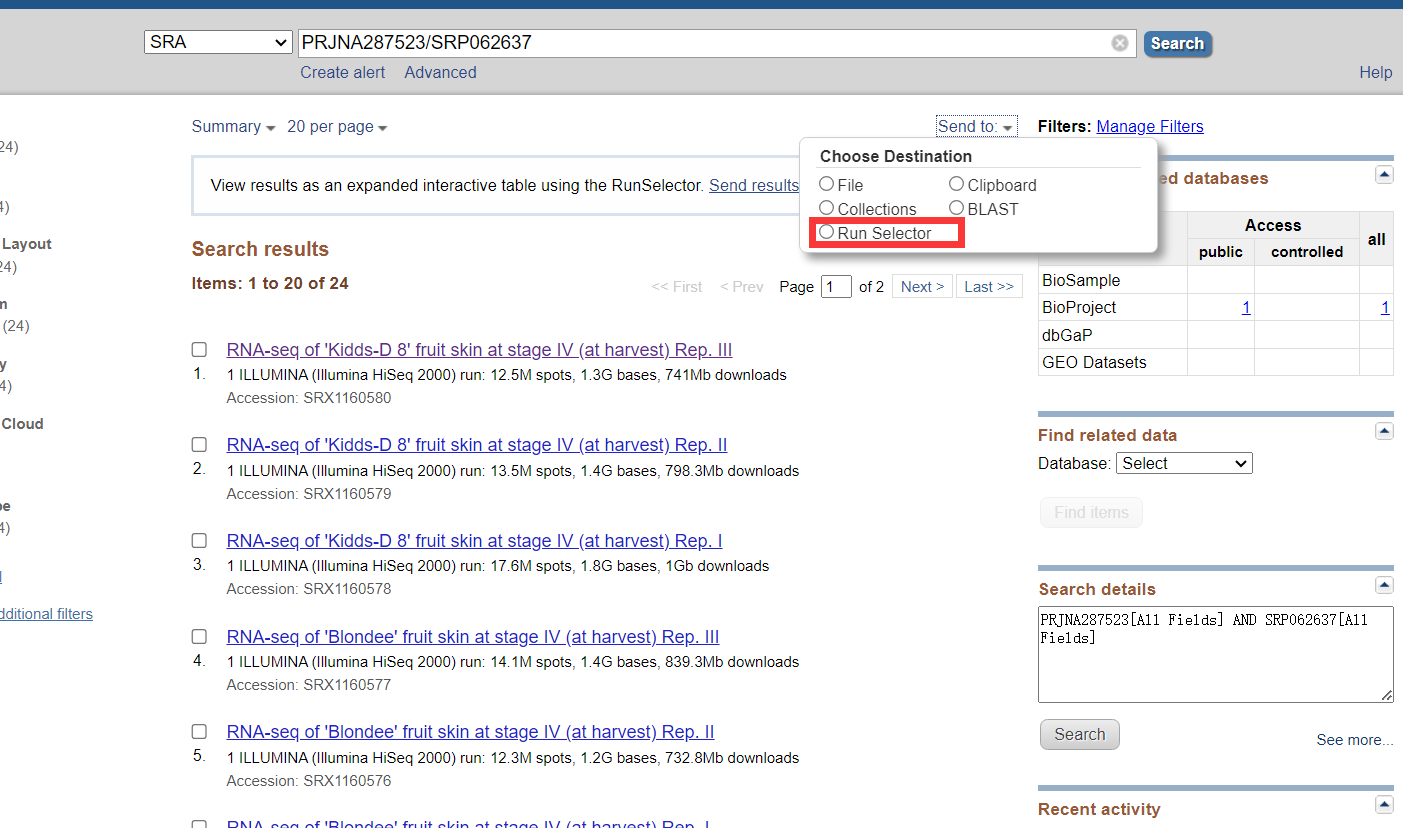 SRA
PRJNA287523/SRP062637
Search
Create alert Advanced
Help
Summary 20 per page
Send to:
Filters: Manage Filters
View results as an expanded interactive table using the RunSelector. Send results
Choose Destination
File
Clipboard
Collections
BLAST
Run Selector
Search results
Items: 1 to 20 of 24
<< First < Prev Page 1 of 2 Next > Last >>
RNA-seq of 'Kidds-D 8' fruit skin at stage IV (at harvest) Rep. III
1. 1 ILLUMINA (Illumina HiSeq 2000) run: 12.5M spots, 1.3G bases, 741Mb downloads
Accession: SRX1160580
RNA-seq of 'Kidds-D 8' fruit skin at stage IV (at harvest) Rep. II
2. 1 ILLUMINA (Illumina HiSeq 2000) run: 13.5M spots, 1.4G bases, 798.3Mb downloads
Accession: SRX1160579
RNA-seq of 'Kidds-D 8' fruit skin at stage IV (at harvest) Rep. I
3. 1 ILLUMINA (Illumina HiSeq 2000) run: 17.6M spots, 1.8G bases, 1Gb downloads
Accession: SRX1160578
RNA-seq of 'Blondee' fruit skin at stage IV (at harvest) Rep. III
4. 1 ILLUMINA (Illumina HiSeq 2000) run: 14.1M spots, 1.4G bases, 839.3Mb downloads
Accession: SRX1160577
RNA-seq of 'Blondee' fruit skin at stage IV (at harvest) Rep. II
5. 1 ILLUMINA (Illumina HiSeq 2000) run: 12.3M spots, 1.2G bases, 732.8Mb downloads
Accession: SRX1160576
RNA-seq of 'Blondee' fruit skin at stage IV (at harvest) Rep. I
24)
4)
Layout
24)
m
(24)
y
4)
Cloud
pe
4)
l
dditional filters
ed databases
Access
all
public controlled
BioSample
BioProject 1 1
dbGaP
GEO Datasets
Find related data
Database: Select
Find items
Search details
PRJNA287523[All Fields] AND SRP062637[All
Fields]
Search
See more...
Recent activity